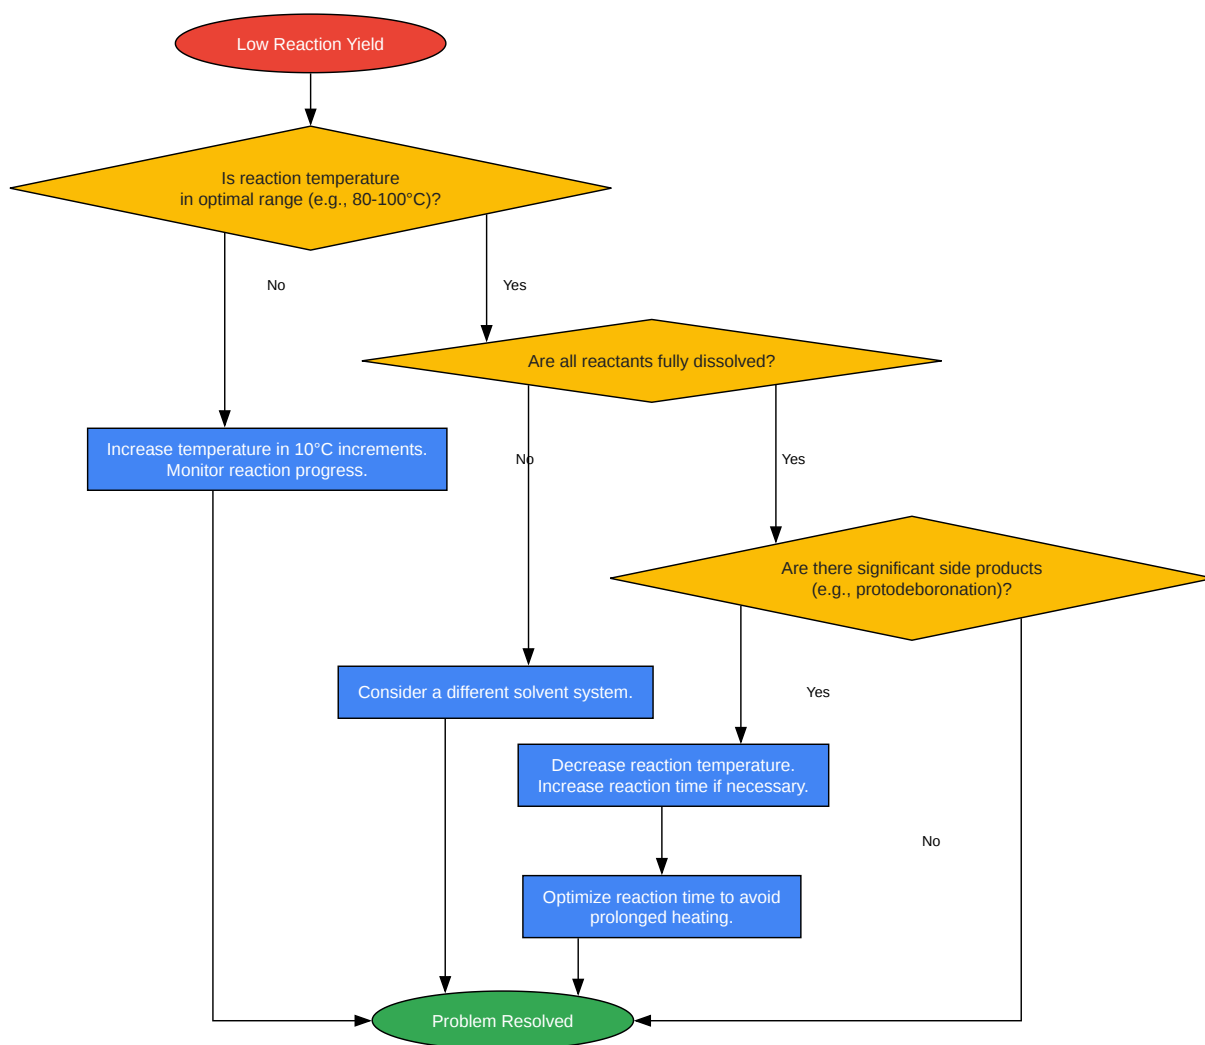 Low Reaction Yield
Is reaction temperature
in optimal range (e.g., 80-100°C)?
No
Yes
Are all reactants fully dissolved?
Increase temperature in 10°C increments.
Monitor reaction progress.
No
Yes
Are there significant side products
(e.g., protodeboronation)?
Consider a different solvent system.
Yes
Decrease reaction temperature.
Increase reaction time if necessary.
No
Optimize reaction time to avoid
prolonged heating.
Problem Resolved